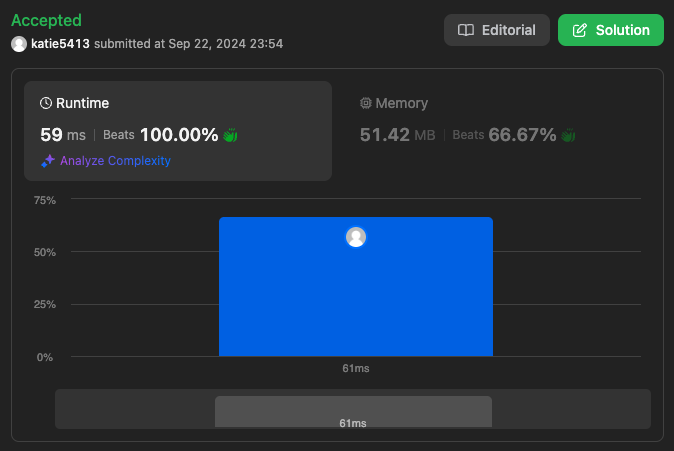 Accepted
katie5413 submitted at Sep 22, 2024 23:54
Editorial
Solution
Runtime
59 ms | Beats 100.00%
Analyze Complexity
Memory
51.42 MB | Beats 66.67%
75%
50%
25%
0%
61ms
61ms